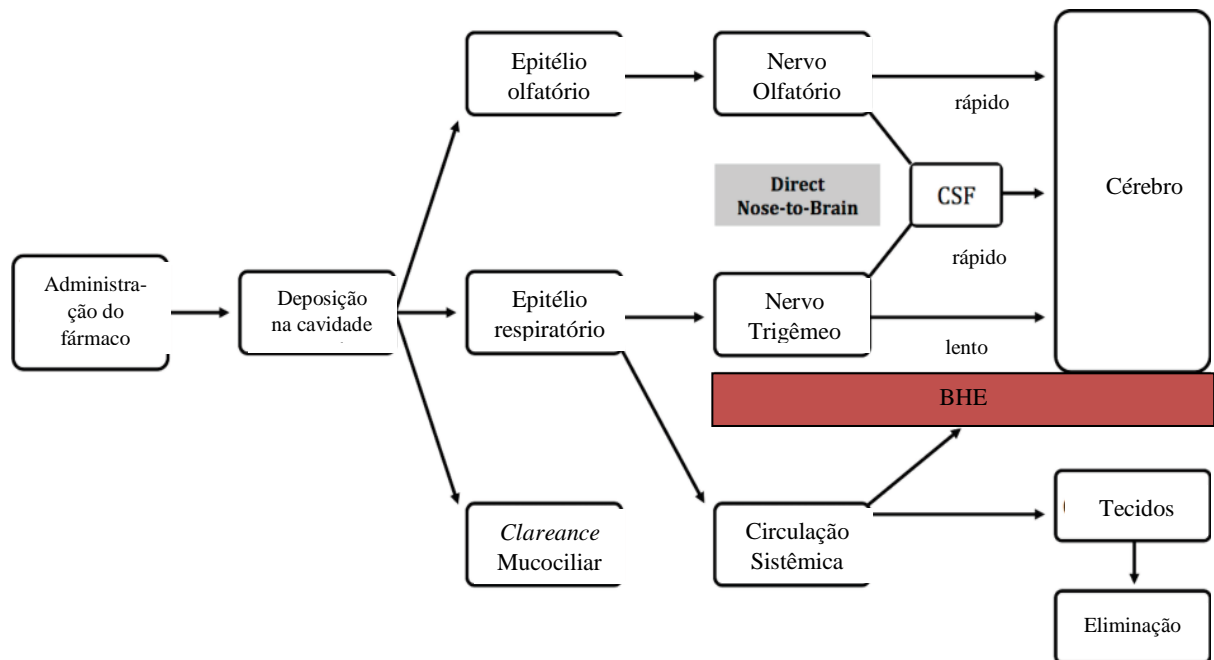 Administra-
ção do
fármaco
Deposição
na cavidade
Epitélio
olfatório
Epitélio
respiratório
Clareance
Mucociliar
Nervo
Olfatório
Direct
Nose-to-Brain
Nervo
Trigêmeo
Circulação
Sistêmica
rápido
CSF
rápido
lento
Cérebro
BHE
Tecidos
Eliminação